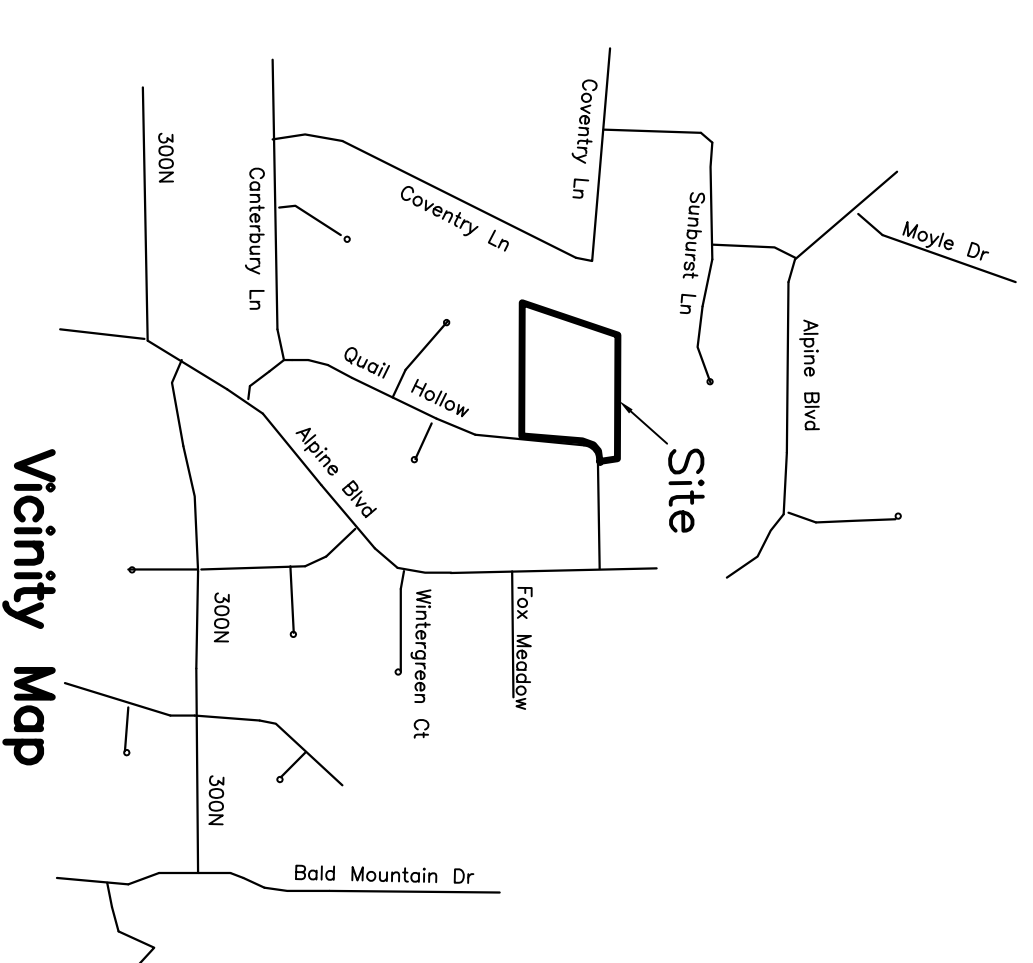 Coventry Ln
300N
Canterbury Ln
Coventry Ln
Sunburst Ln
Moyle Dr
Alpine Blvd
Quail Hollow
Site
Alpine Blvd
Vicinity Map
300N
Wintergreen Ct
Fox Meadow
300N
Bald Mountain Dr